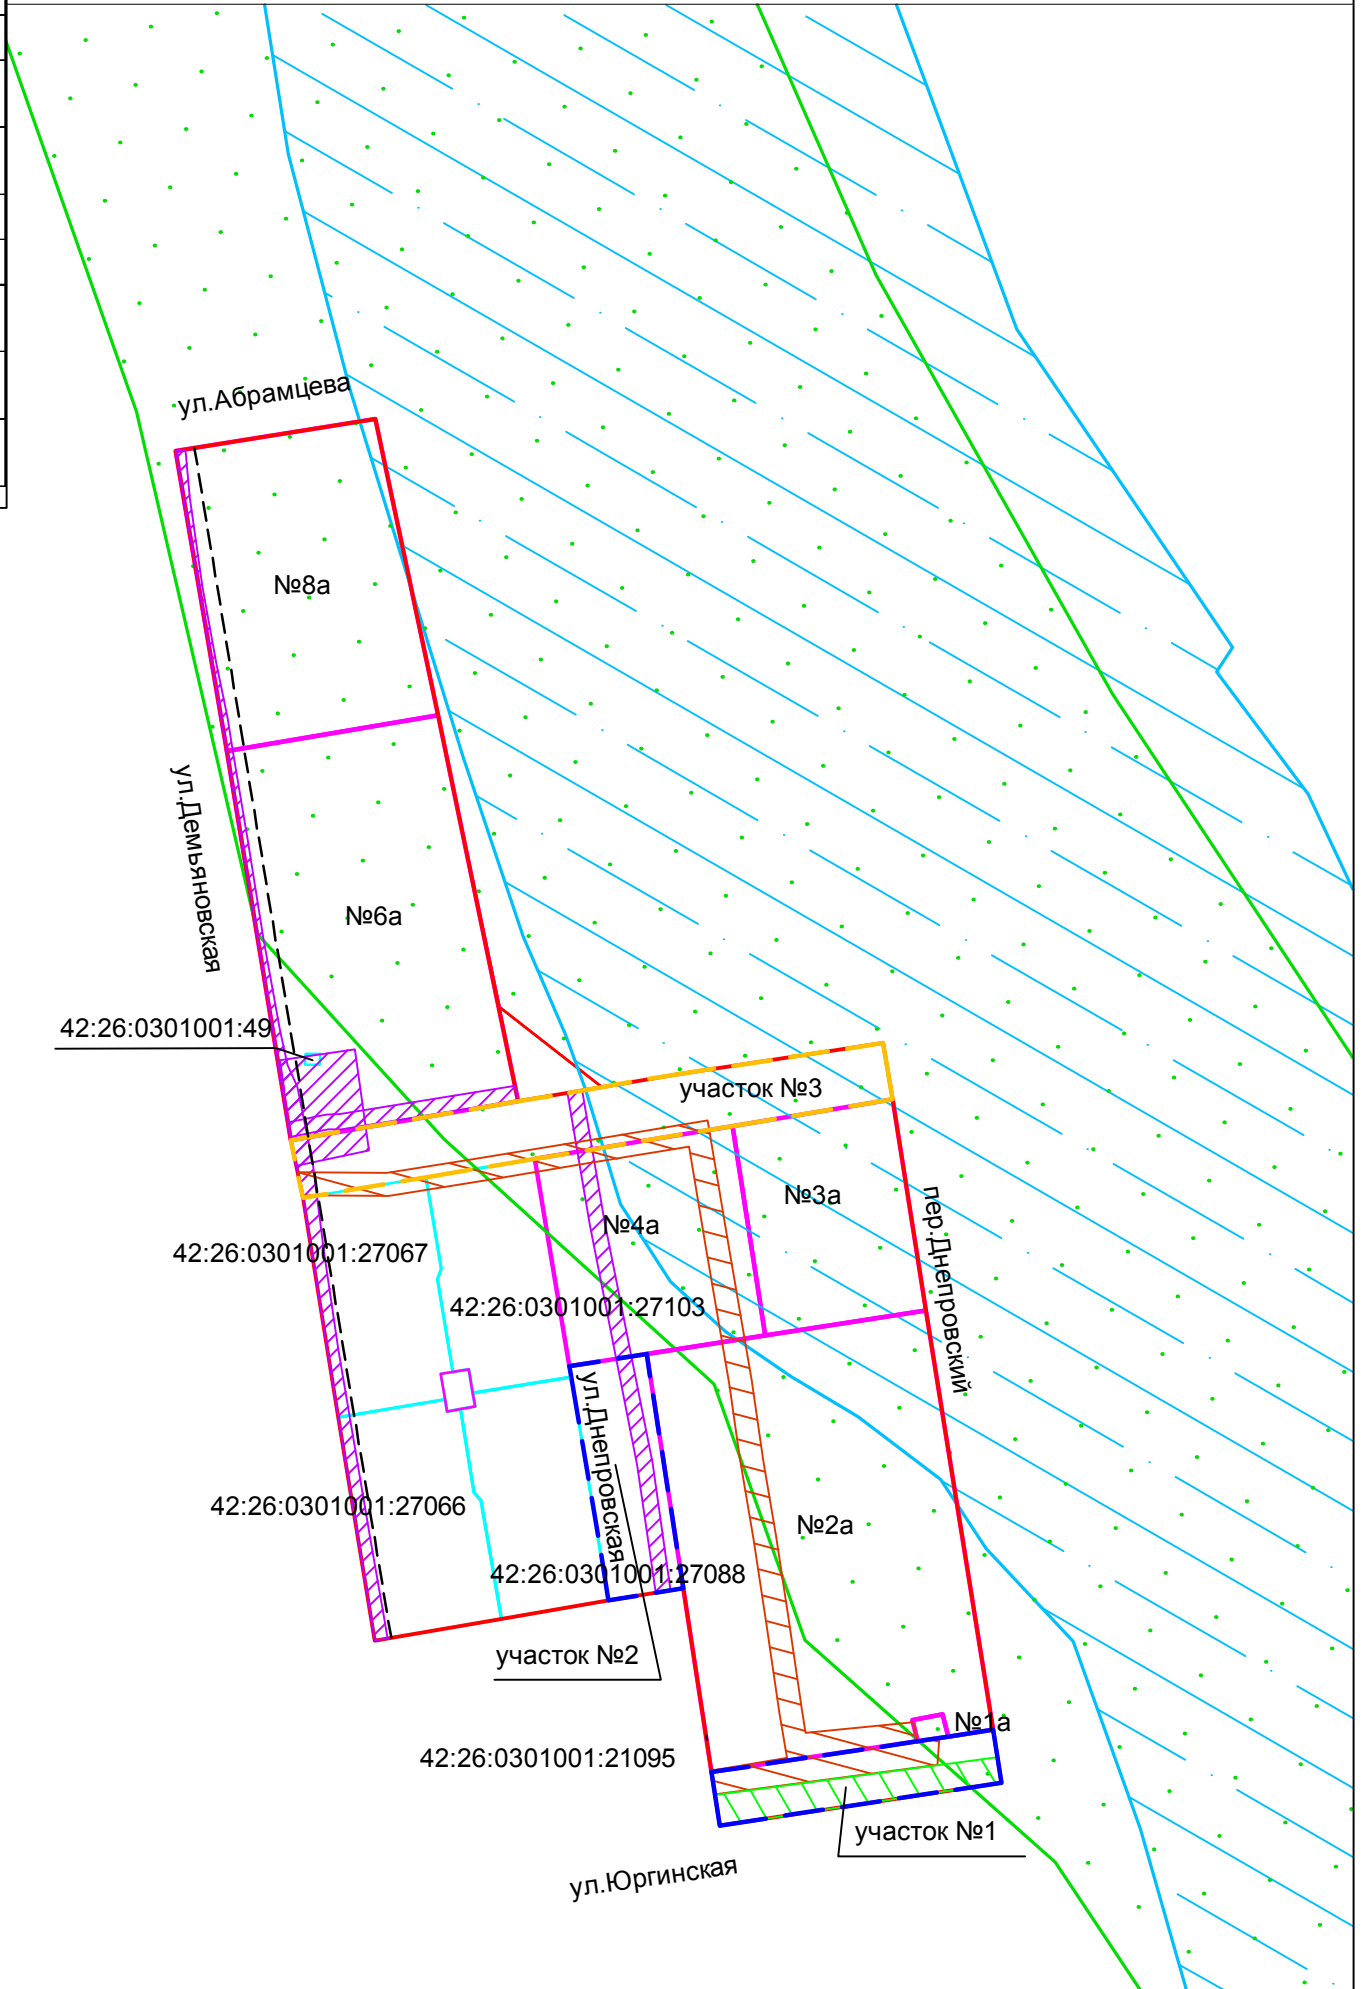 ул.Абрамцева
№8а
ул.Демьяновская
№6а
42:26:0301001:49
участок №3
№3а
пер.Днепровский
№4а
42:26:0301001:27067
42:26:0301001:27103
ул.Днепровская
42:26:0301001:27066
№2а
42:26:0301001:27088
участок №2
№1а
42:26:0301001:21095
участок №1
ул.Юргинская